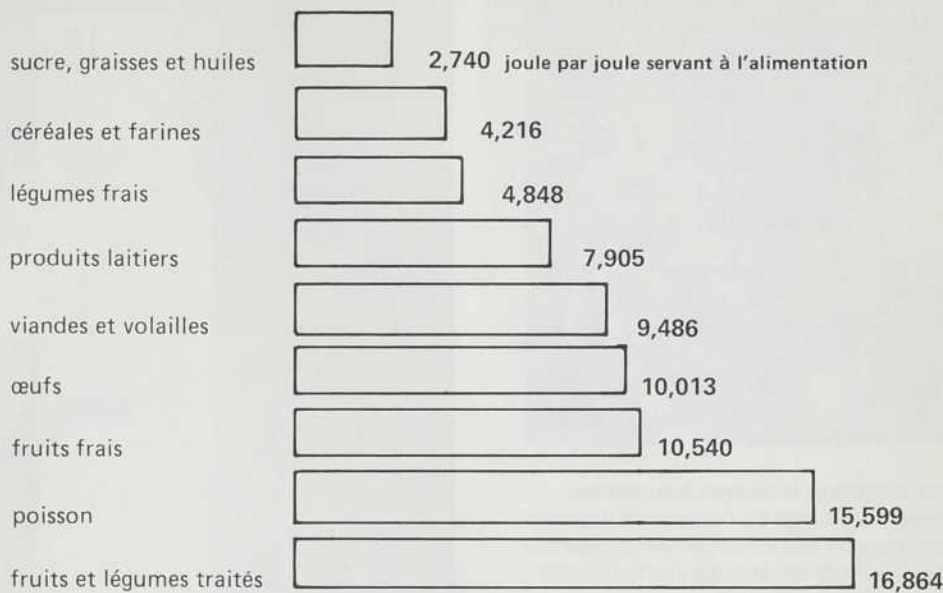 sucre, graisses et huiles 2,740 joule par joule servant à l'alimentation
céréales et farines 4,216
légumes frais 4,848
produits laitiers 7,905
viandes et volailles 9,486
œufs 10,013
fruits frais 10,540
poisson 15,599
fruits et légumes traités 16,864